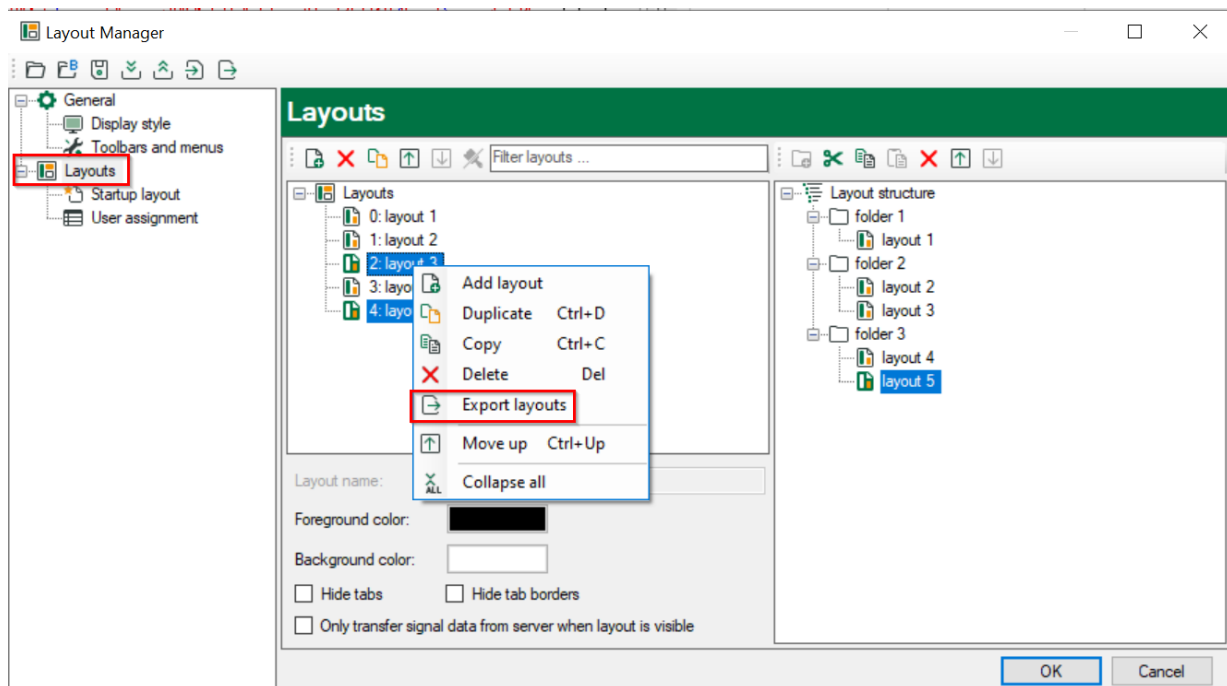 Layout Manager
General
Display style
Toolbars and menus
Layouts
Startup layout
User assignment
Layouts
Filter layouts ...
Layouts
0: layout 1
1: layout 2
2: layout 3
3: layo
4: layo
Add layout
Duplicate Ctrl+D
Copy Ctrl+C
Delete Del
Export layouts
Move up Ctrl+Up
ALL Collapse all
Layout structure
folder 1
layout 1
folder 2
layout 2
layout 3
folder 3
layout 4
layout 5
Layout name:
Foreground color:
Background color:
Hide tabs Hide tab borders
Only transfer signal data from server when layout is visible
OK Cancel